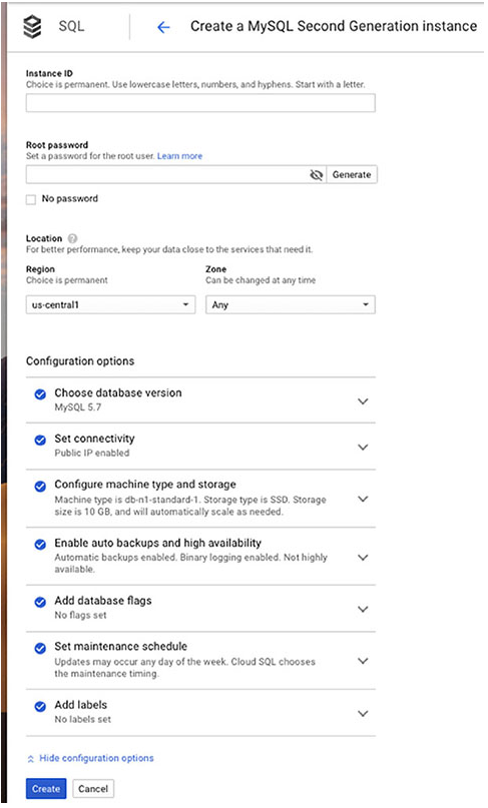 SQL
Create a MySQL Second Generation instance
Instance ID
Choice is permanent. Use lowercase letters, numbers, and hyphens. Start with a letter.
Root password
Set a password for the root user. Learn more
Generate
No password
Location
For better performance, keep your data close to the services that need it.
Region
Choice is permanent
us-central1
Zone
Can be changed at any time
Any
Configuration options
Choose database version
MySQL 5.7
Set connectivity
Public IP enabled
Configure machine type and storage
Machine type is db-n1-standard-1. Storage type is SSD. Storage
size is 10 GB, and will automatically scale as needed.
Enable auto backups and high availability
Automatic backups enabled. Binary logging enabled. Not highly
available.
Add database flags
No flags set
Set maintenance schedule
Updates may occur any day of the week. Cloud SQL chooses
the maintenance timing.
Add labels
No labels set
Hide configuration options
Create Cancel